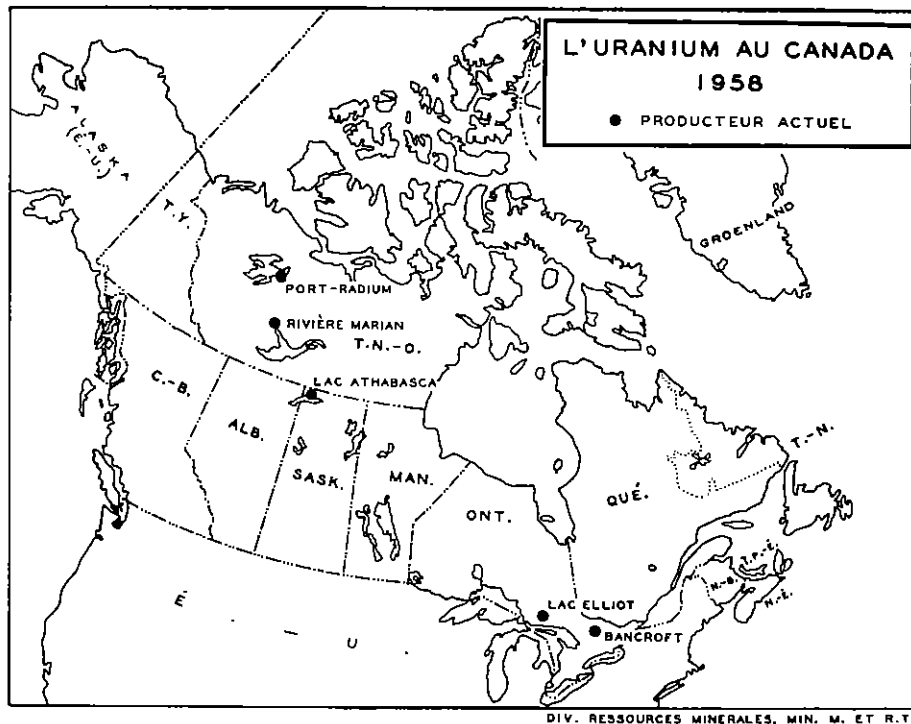 L'URANIUM AU CANADA
1958
● PRODUCTEUR ACTUEL
ALASKA
(É.-U.)
T.Y.
GROENLAND
PORT-RADIUM
RIVIÈRE MARIAN
T.N.-O.
LAC ATHABASCA
C.-B.
ALB.
SASK.
MAN.
ONT.
QUÉ.
T.-N.
T.P.-É.
N.-B.
N.-É.
LAC ELLIOT
BANCROFT
É - U
DIV. RESSOURCES MINERALES, MIN. M. ET R.T.